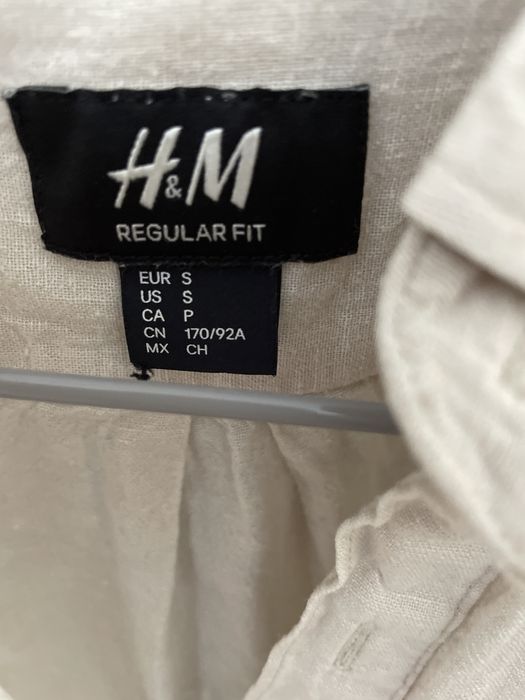 H&M
REGULAR FIT
EUR S
US S
CA P
CN 170/92A
MX CH